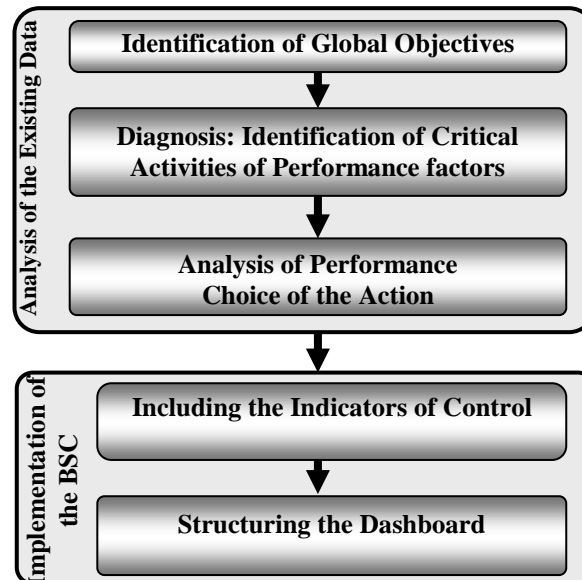 Analysis of the Existing Data
Identification of Global Objectives
Diagnosis: Identification of Critical
Activities of Performance factors
Analysis of Performance
Choice of the Action
Implementation of
the BSC
Including the Indicators of Control
Structuring the Dashboard